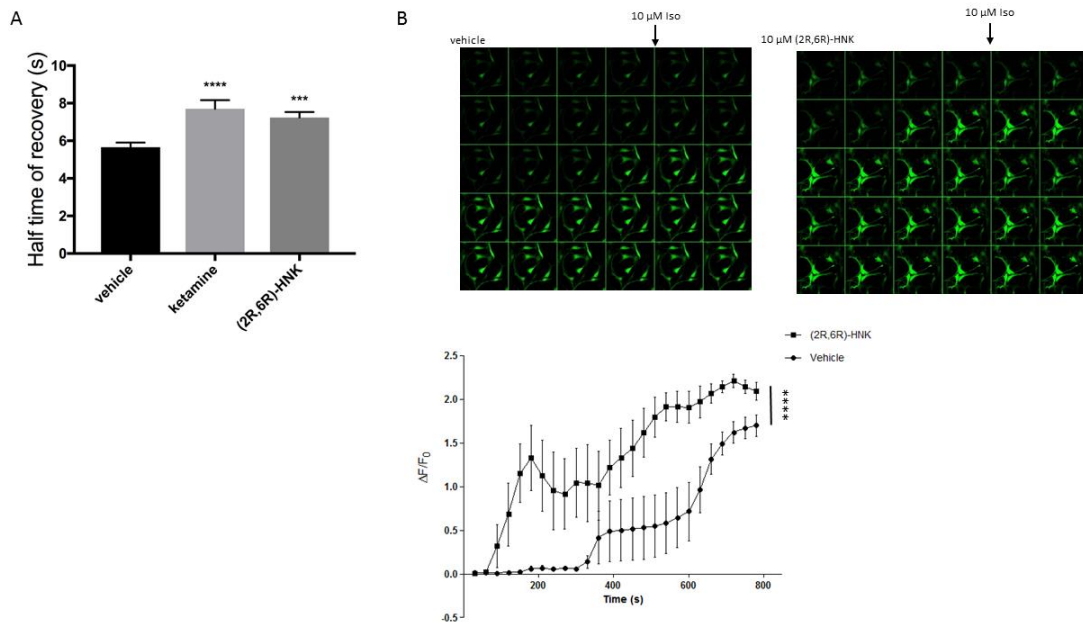 A
Half time of recovery (s)
10
8
6
4
2
0
****
***
vehicle
ketamine
(2R,6R)-HNK
B
10 µM Iso
vehicle
10 µM Iso
10 µM (2R,6R)-HNK
(2R,6R)-HNK
Vehicle
ΔF/F0
2.5
2.0
1.5
1.0
0.5
0.0
-0.5
200
400
600
800
Time (s)
****